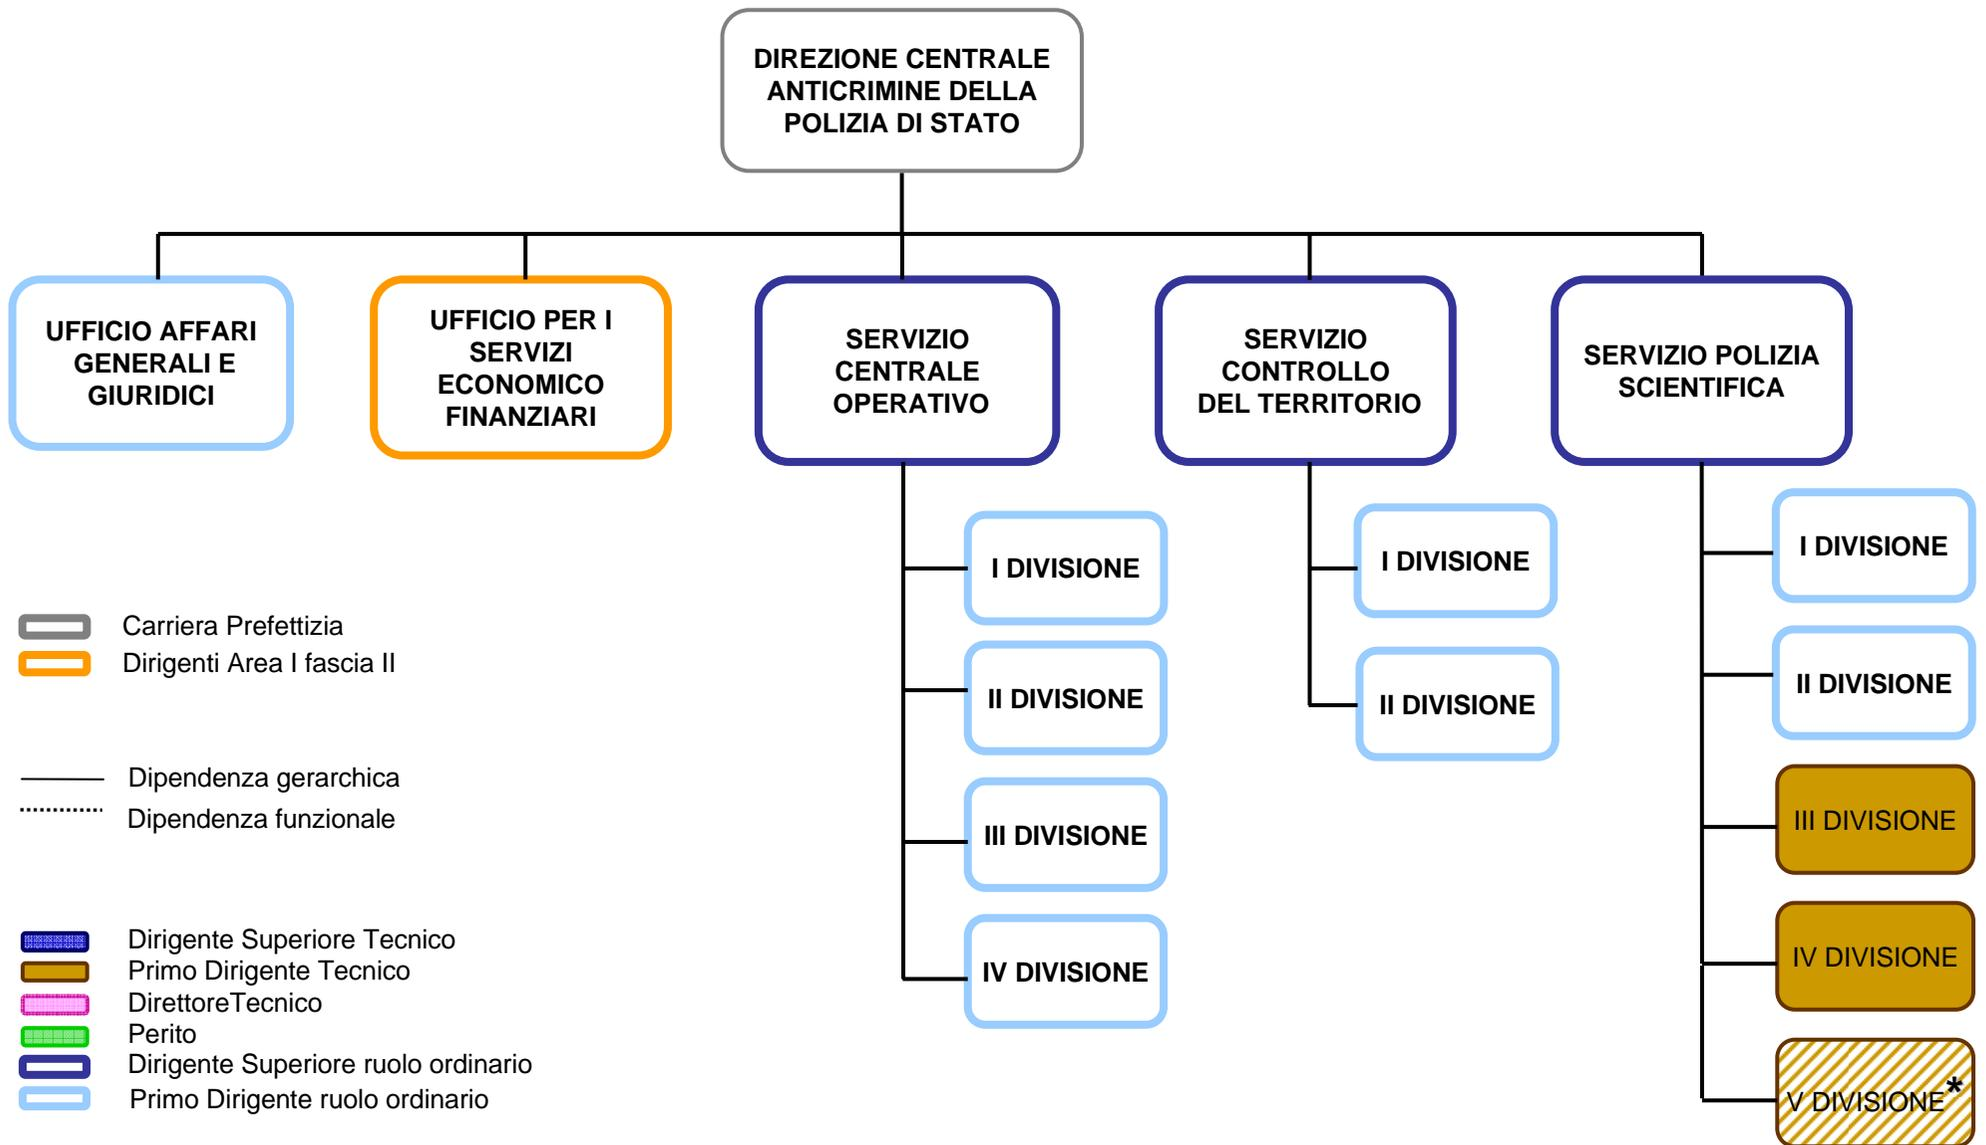 DIREZIONE CENTRALE
ANTICRIMINE DELLA
POLIZIA DI STATO
UFFICIO AFFARI
GENERALI E
GIURIDICI
UFFICIO PER I
SERVIZI
ECONOMICO
FINANZIARI
SERVIZIO
CENTRALE
OPERATIVO
SERVIZIO
CONTROLLO
DEL TERRITORIO
SERVIZIO POLIZIA
SCIENTIFICA
I DIVISIONE
II DIVISIONE
III DIVISIONE
IV DIVISIONE
I DIVISIONE
II DIVISIONE
I DIVISIONE
II DIVISIONE
III DIVISIONE
IV DIVISIONE
V DIVISIONE*
Carriera Prefettizia
Dirigenti Area I fascia II
Dipendenza gerarchica
Dipendenza funzionale
Dirigente Superiore Tecnico
Primo Dirigente Tecnico
DirettoreTecnico
Perito
Dirigente Superiore ruolo ordinario
Primo Dirigente ruolo ordinario